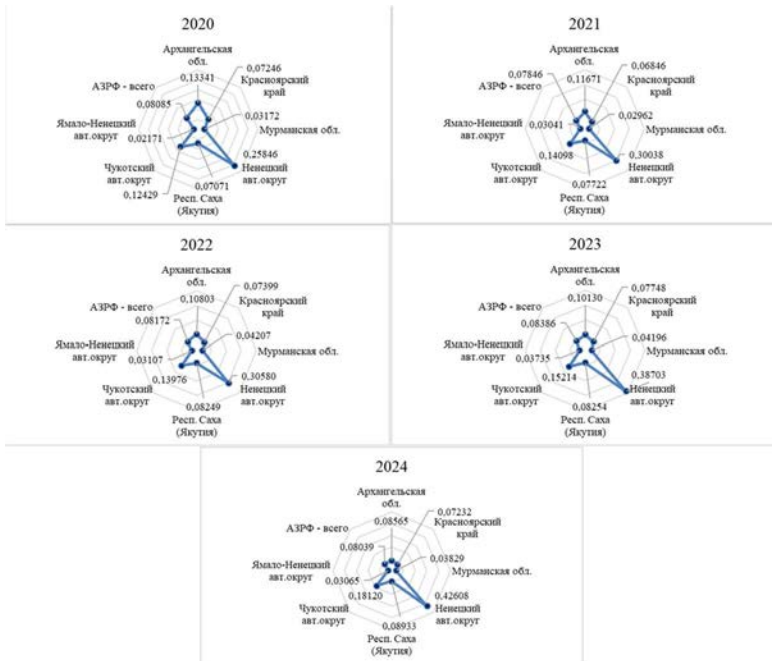 2020
Архангельская
обл.
0,13341
0,07246
Красноярский
край
0,03172
Мурманская обл.
0,25846
Ненецкий
авт.округ
0,07071
Респ. Саха
(Якутия)
Чукотский
авт.округ
0,12429
Ямало-Ненецкий
авт.округ
0,02171
АЗРФ - всего
0,08085
2021
Архангельская
обл.
0,11671
0,06846
Красноярский
край
0,02962
Мурманская обл.
0,30038
Ненецкий
авт.округ
0,07722
Респ. Саха
(Якутия)
Чукотский
авт.округ
0,14098
Ямало-Ненецкий
авт.округ
0,03041
АЗРФ - всего
0,07846
2022
Архангельская
обл.
0,10803
0,07399
Красноярский
край
0,04207
Мурманская обл.
0,30580
Ненецкий
авт.округ
0,08249
Респ. Саха
(Якутия)
Чукотский
авт.округ
0,13976
Ямало-Ненецкий
авт.округ
0,03107
АЗРФ - всего
0,08172
2023
Архангельская
обл.
0,10130
0,07748
Красноярский
край
0,04196
Мурманская обл.
0,38703
Ненецкий
авт.округ
0,08254
Респ. Саха
(Якутия)
Чукотский
авт.округ
0,15214
Ямало-Ненецкий
авт.округ
0,03735
АЗРФ - всего
0,08386
2024
Архангельская
обл.
0,08565
0,07232
Красноярский
край
0,03829
Мурманская обл.
0,42608
Ненецкий
авт.округ
0,08933
Респ. Саха
(Якутия)
Чукотский
авт.округ
0,18120
Ямало-Ненецкий
авт.округ
0,03065
АЗРФ - всего
0,08039